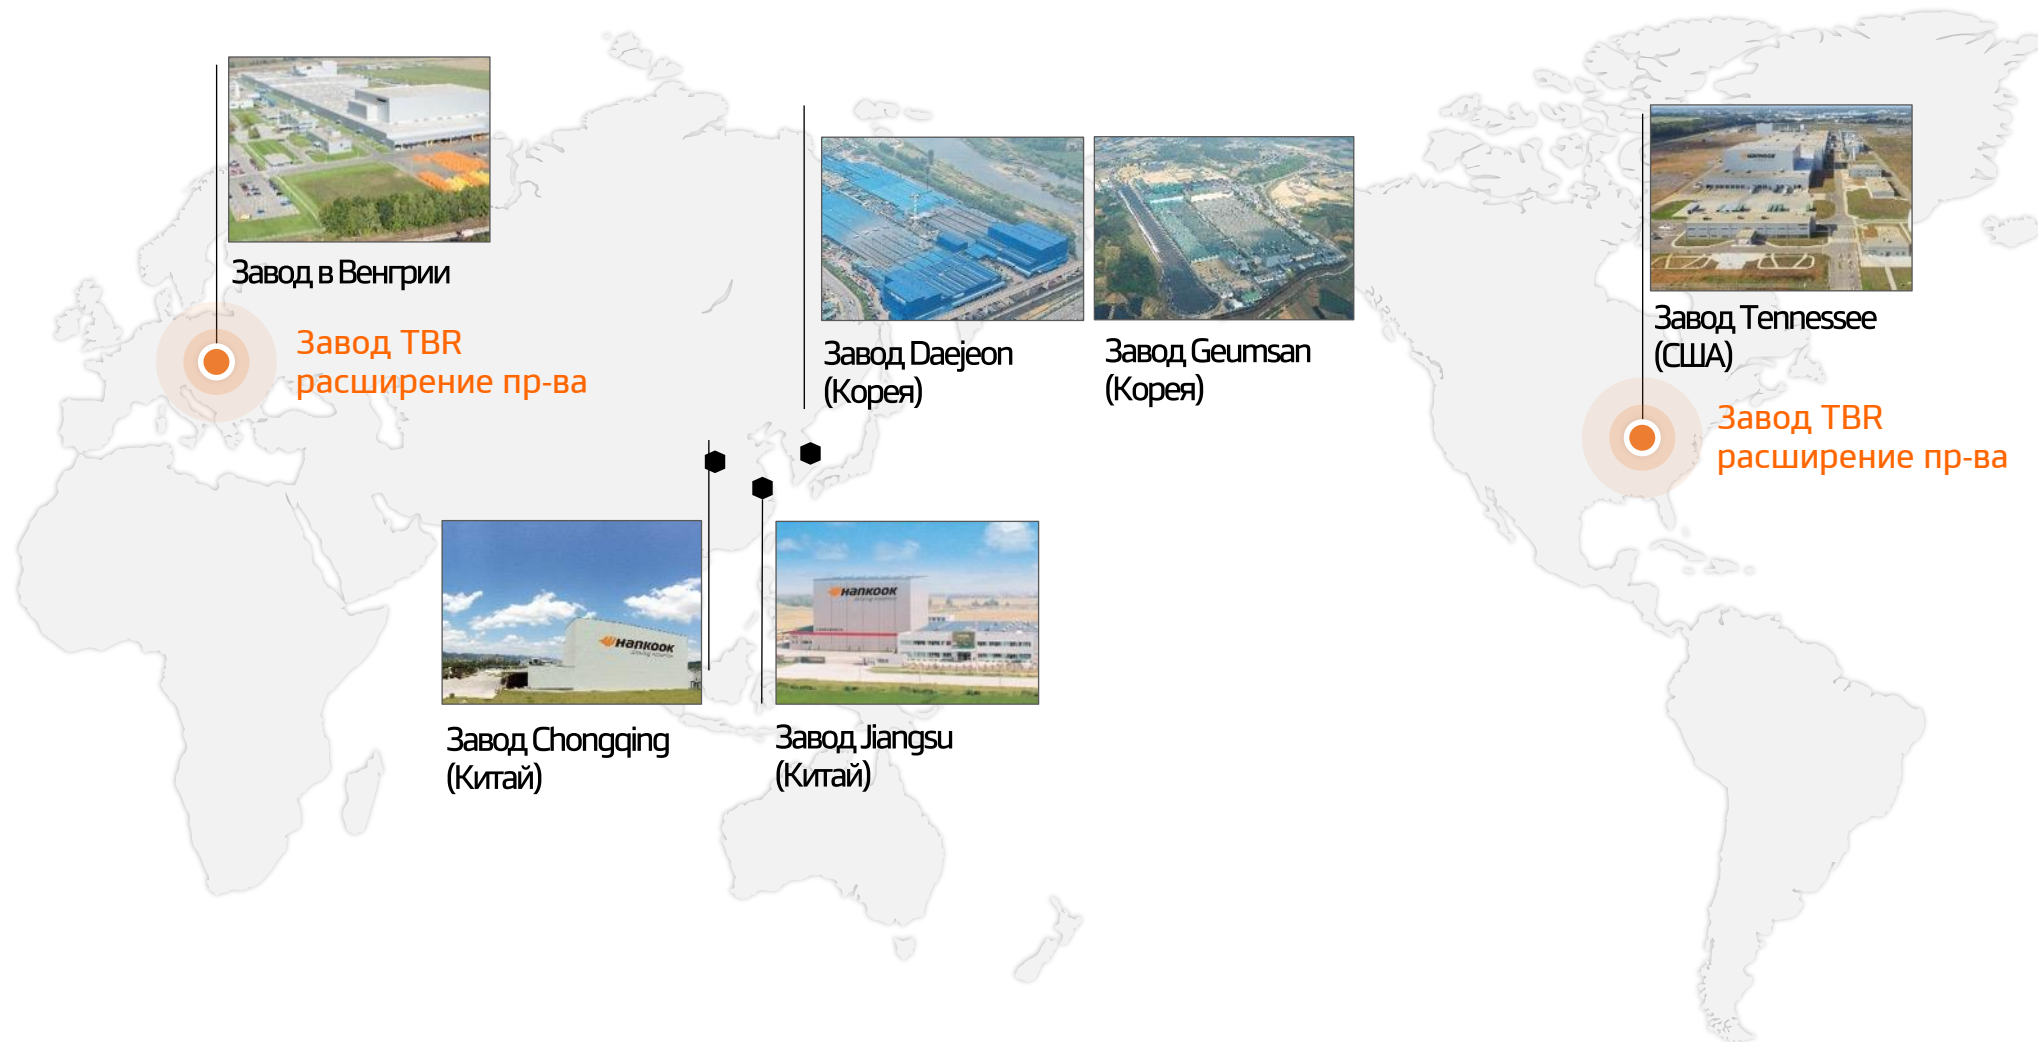 Завод в Венгрии
Завод TBR
расширение пр-ва
Завод Daejeon
(Корея)
Завод Geumsan
(Корея)
Завод Tennessee
(США)
Завод TBR
расширение пр-ва
Hankook
Hankook
Hankook
Завод Chongqing
(Китай)
Завод Jiangsu
(Китай)